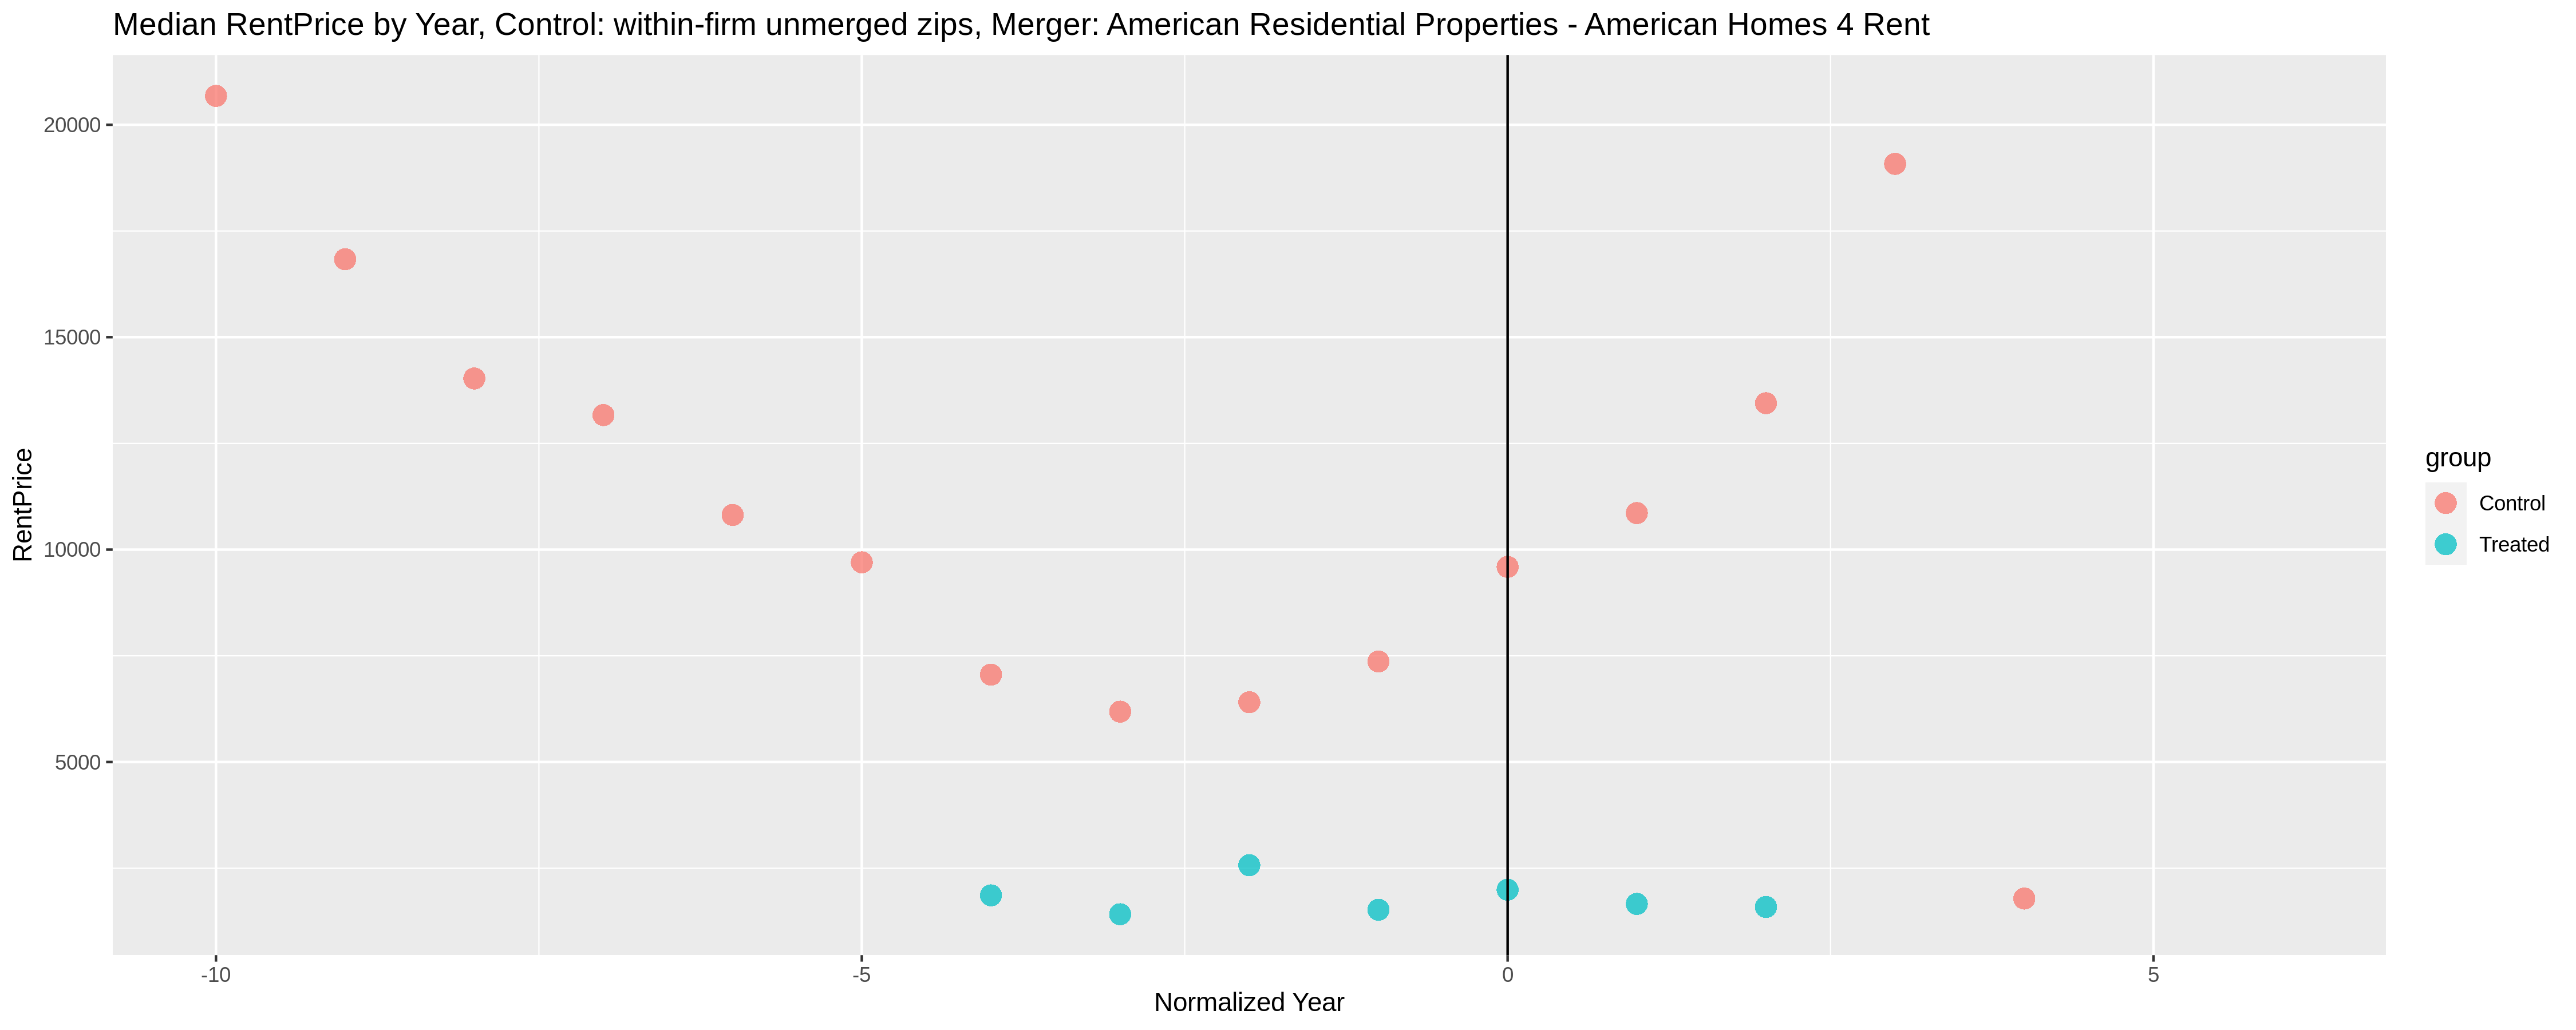 Median RentPrice by Year, Control: within-firm unmerged zips, Merger: American Residential Properties - American Homes 4 Rent
RentPrice
20000
15000
10000
5000
-10
-5
0
5
Normalized Year
group
Control
Treated